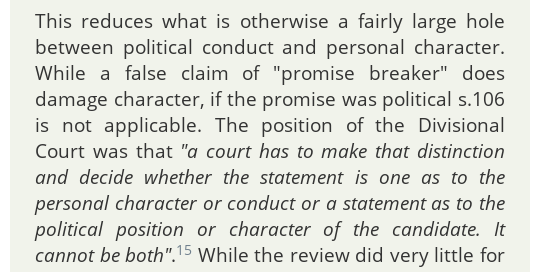 This reduces what is otherwise a fairly large hole
between political conduct and personal character.
While a false claim of "promise breaker" does
damage character, if the promise was political s.106
is not applicable. The position of the Divisional
Court was that "a court has to make that distinction
and decide whether the statement is one as to the
personal character or conduct or a statement as to the
political position or character of the candidate. It
cannot be both".15 While the review did very little for